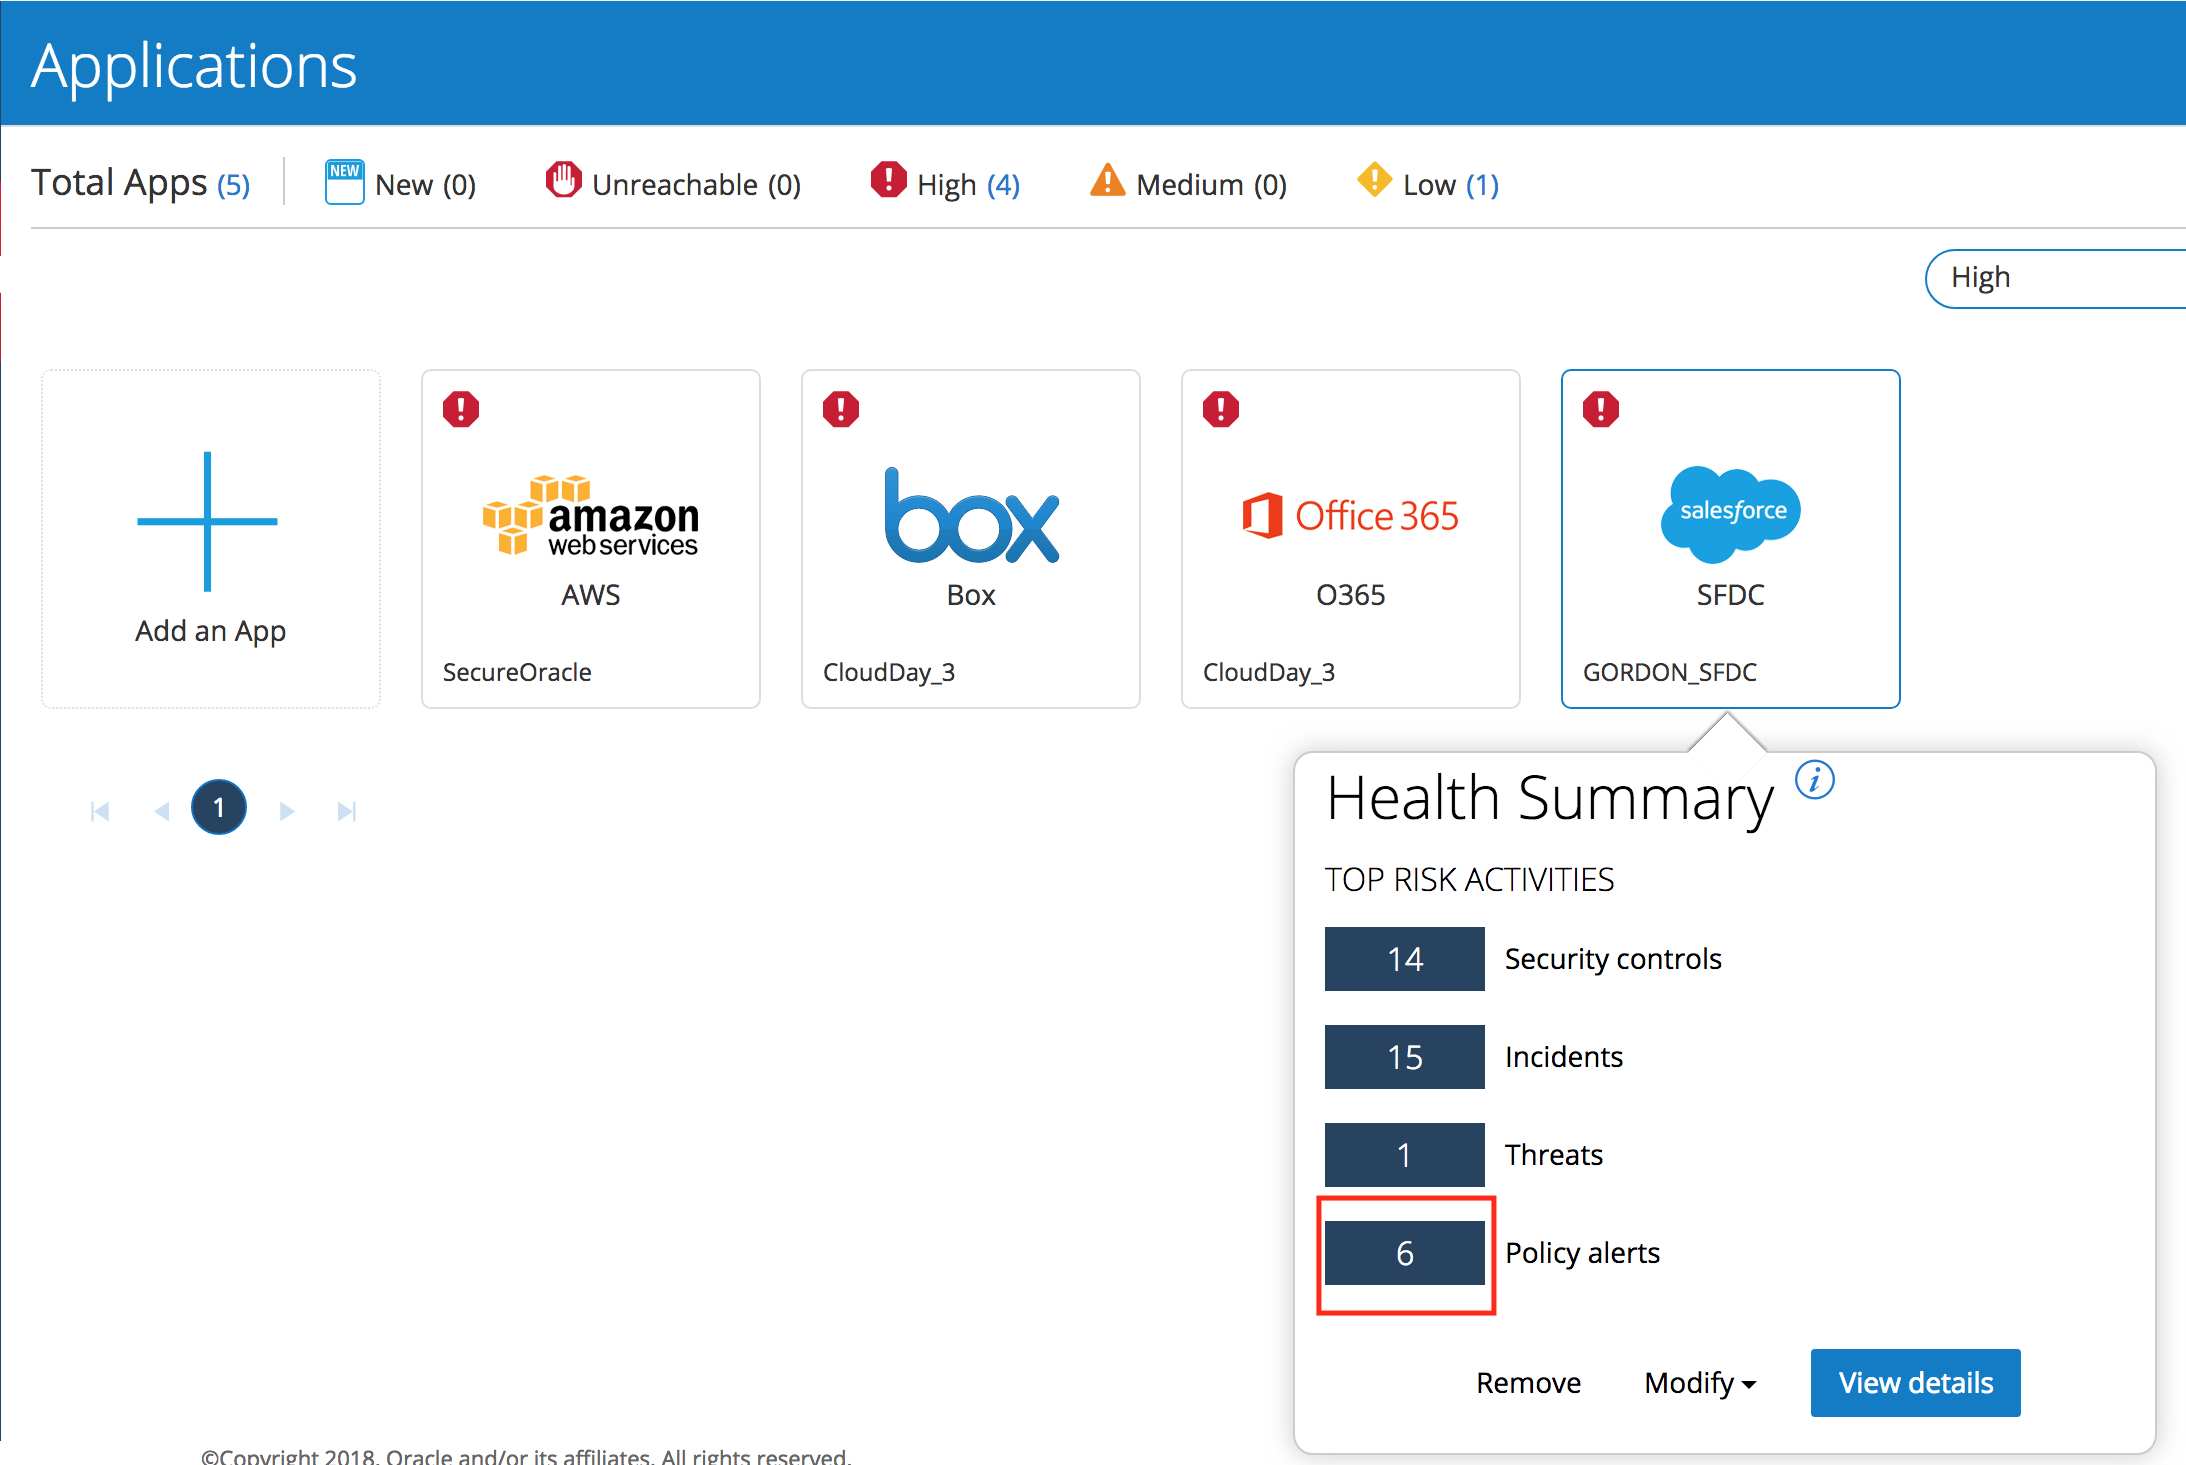 Applications
Total Apps (5)
NEW New (0)
Unreachable (0)
High (4)
Medium (0)
Low (1)
High
Add an App
amazon
webservices
AWS
SecureOracle
box
Box
CloudDay_3
Office 365
O365
CloudDay_3
salesforce
SFDC
GORDON_SFDC
1
Health Summary i
TOP RISK ACTIVITIES
14 Security controls
15 Incidents
1 Threats
6 Policy alerts
Remove Modify View details
©Copyright 2018, Oracle and/or its affiliates. All rights reserved.